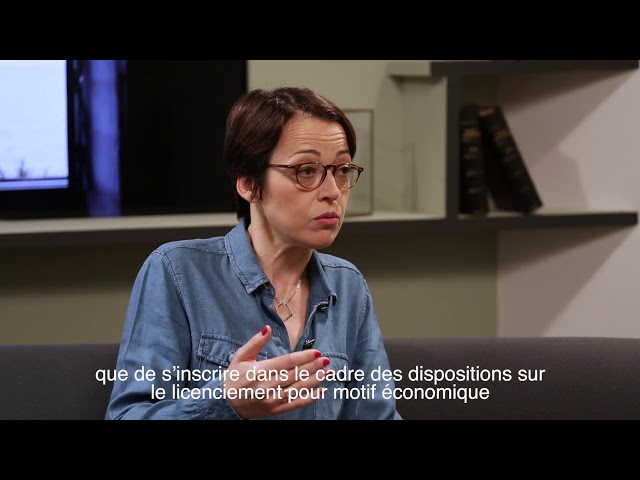 que de s'inscrire dans le cadre des dispositions sur
le licenciement pour motif économique